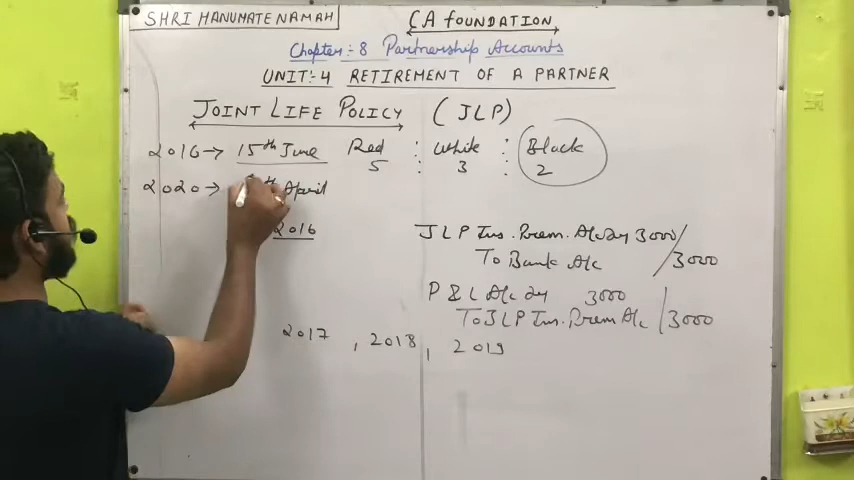 SHRI HANUMATE NAMAH
CA FOUNDATION
Chapter:- 8 Partnership Accounts
UNIT:- 4 RETIREMENT OF A PARTNER
JOINT LIFE POLICY (JLP)
2016→ 15th June Red : White : Black
5 : 3 : 2
2020→ th April
2016
JLP Ins. Prem. A/c Dr 3000/
To Bank A/c /3000
P & L A/c Dr 3000
To JLP Ins. Prem A/c /3000
2017 , 2018 , 2019